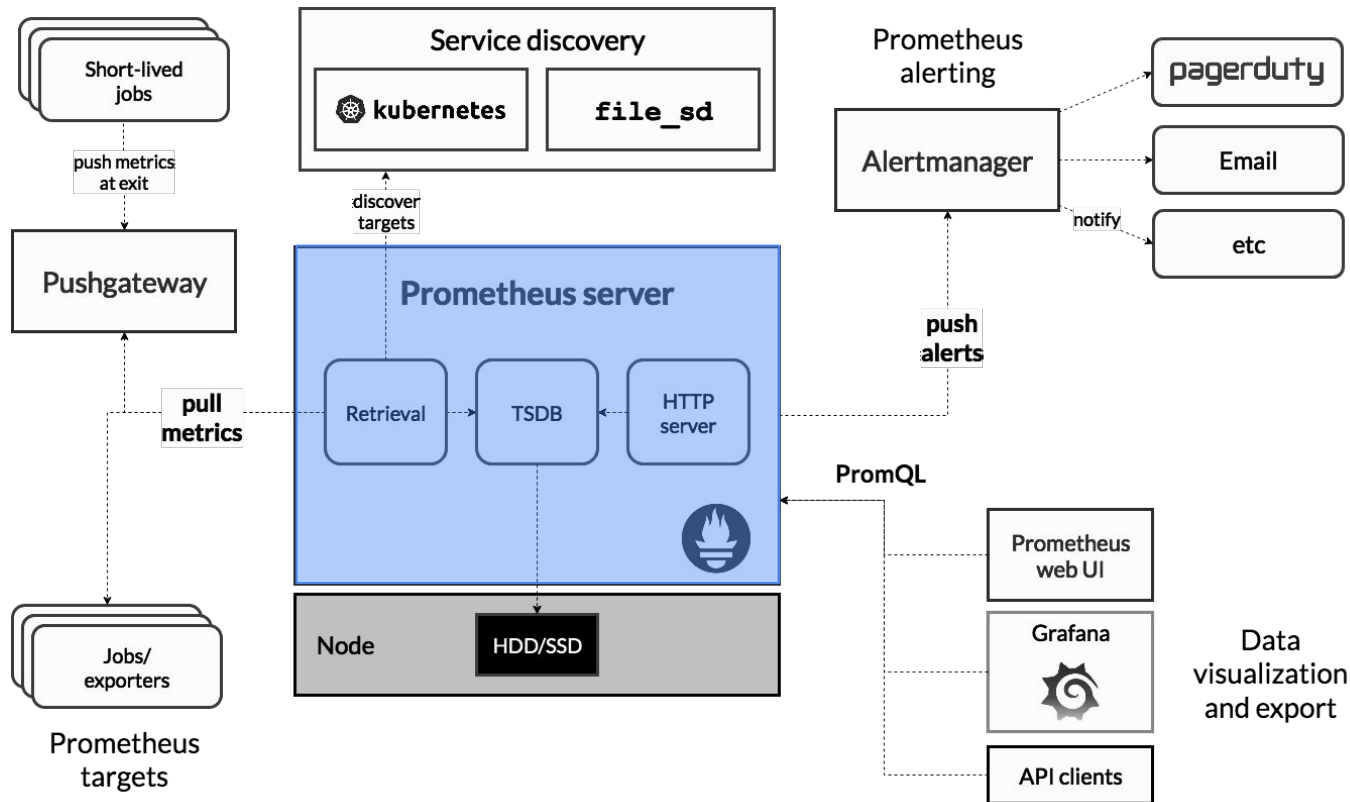 Short-lived
jobs
push metrics
at exit
Pushgateway
pull
metrics
Jobs/
exporters
Prometheus
targets
Service discovery
kubernetes
file_sd
discover
targets
Prometheus server
Retrieval
TSDB
HTTP
server
Node
HDD/SSD
Prometheus
alerting
Alertmanager
pagerduty
Email
notify
etc
push
alerts
PromQL
Prometheus
web UI
Grafana
API clients
Data
visualization
and export